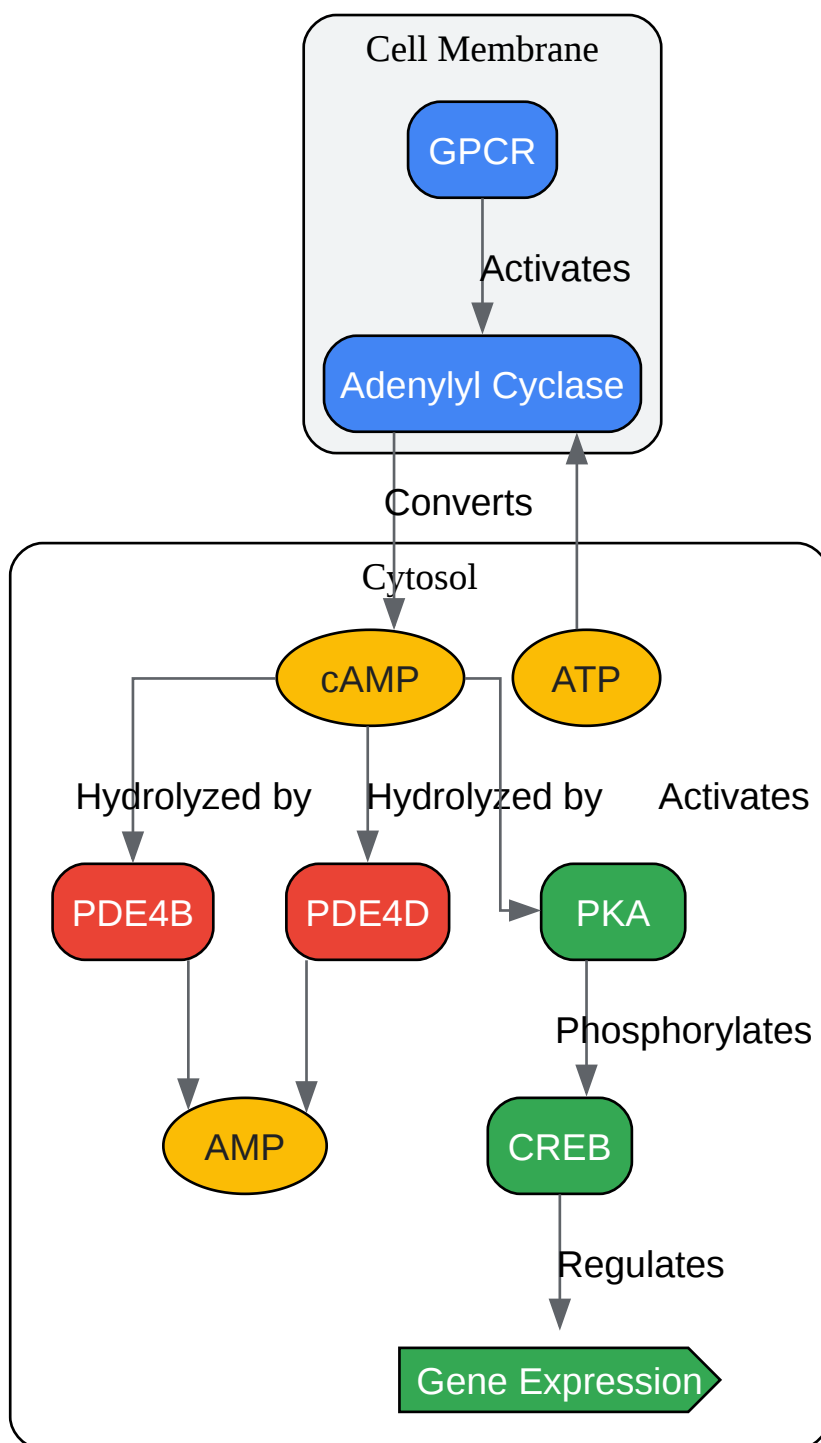 Cell Membrane
GPCR
Activates
Adenylyl Cyclase
Converts
Cytosol
cAMP
ATP
Hydrolyzed by
Hydrolyzed by
Activates
PDE4B
PDE4D
PKA
Phosphorylates
AMP
CREB
Regulates
Gene Expression